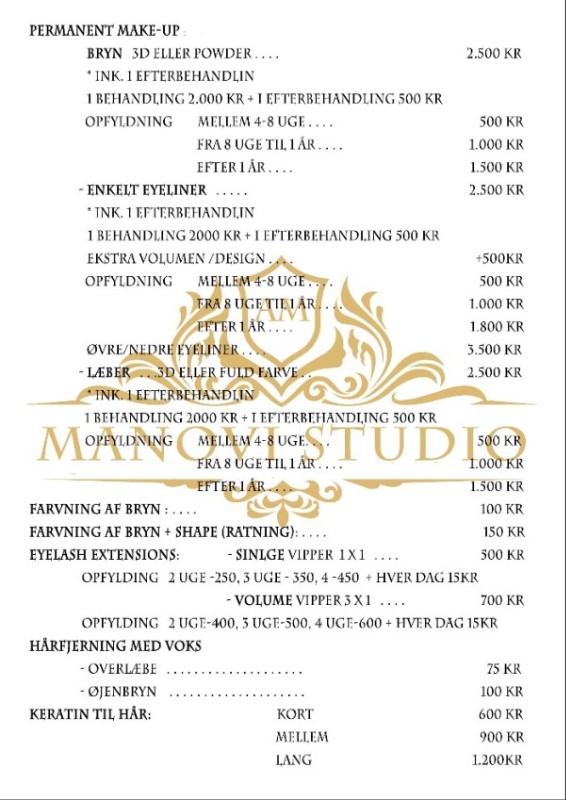 PERMANENT MAKE-UP :
BRYN 3D ELLER POWDER . . . . 2.500 KR
* INK. 1 EFTERBEHANDLIN
1 BEHANDLING 2.000 KR + 1 EFTERBEHANDLING 500 KR
OPFYLDNING MELLEM 4-8 UGE . . . . 500 KR
FRA 8 UGE TIL 1 ÅR . . . . 1.000 KR
EFTER 1 ÅR . . . . 1.500 KR
- ENKELT EYELINER . . . . . 2.500 KR
* INK. 1 EFTERBEHANDLIN
1 BEHANDLING 2000 KR + 1 EFTERBEHANDLING 500 KR
EKSTRA VOLUMEN /DESIGN . . . . +500KR
OPFYLDNING MELLEM 4-8 UGE . . . . 500 KR
FRA 8 UGE TIL 1 ÅR . . . . 1.000 KR
AM
EFTER 1 ÅR . . . . 1.800 KR
ØVRE/NEDRE EYELINER . . . . 3.500 KR
- LÆBER . . . 3D ELLER FULD FARVE . . 2.500 KR
* INK. 1 EFTERBEHANDLIN
1 BEHANDLING 2000 KR + 1 EFTERBEHANDLING 500 KR
MANOVI STUDIO
OPFYLDNING MELLEM 4-8 UGE. . . . 500 KR
FRA 8 UGE TIL 1 ÅR . . . . 1.000 KR
EFTER 1 ÅR . . . . 1.500 KR
FARVNING AF BRYN : . . . . 100 KR
FARVNING AF BRYN + SHAPE (RATNING): . . . . 150 KR
EYELASH EXTENSIONS: - SINLGE VIPPER 1 X 1 . . . . 500 KR
OPFYLDING 2 UGE -250, 3 UGE - 350, 4 -450 + HVER DAG 15KR
- VOLUME VIPPER 3 X 1 . . . . 700 KR
OPFYLDING 2 UGE-400, 3 UGE-500, 4 UGE-600 + HVER DAG 15KR
HÅRFJERNING MED VOKS
- OVERLÆBE . . . . . . . . . . . . . . . . . . . . 75 KR
- ØJENBRYN . . . . . . . . . . . . . . . . . . . . 100 KR
KERATIN TIL HÅR: KORT 600 KR
MELLEM 900 KR
LANG 1.200KR